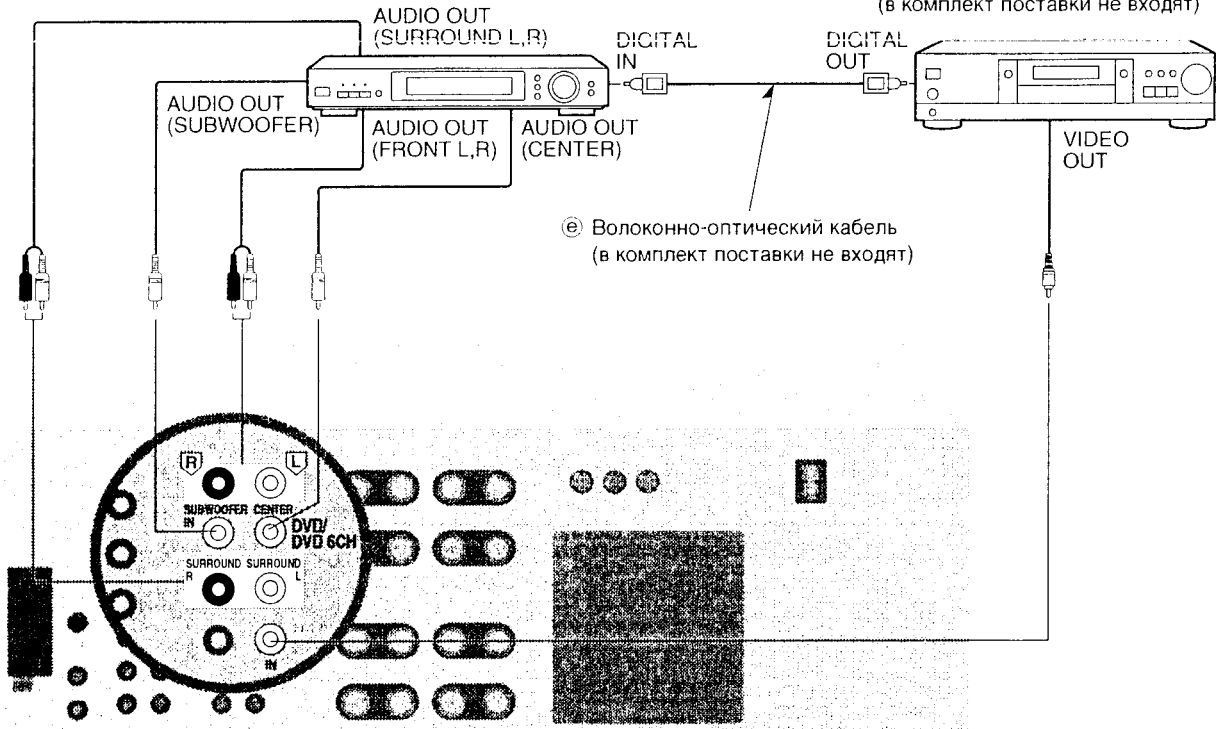 (в комплект поставки не входят)
AUDIO OUT
(SURROUND L,R)
DIGITAL
IN
DIGITAL
OUT
AUDIO OUT
(SUBWOOFER)
AUDIO OUT
(FRONT L,R)
AUDIO OUT
(CENTER)
VIDEO
OUT
ⓔ Волоконно-оптический кабель
(в комплект поставки не входят)
R
L
SUBWOOFER
IN
CENTER
DVD/
DVD 6CH
SURROUND
R
SURROUND
L
IN